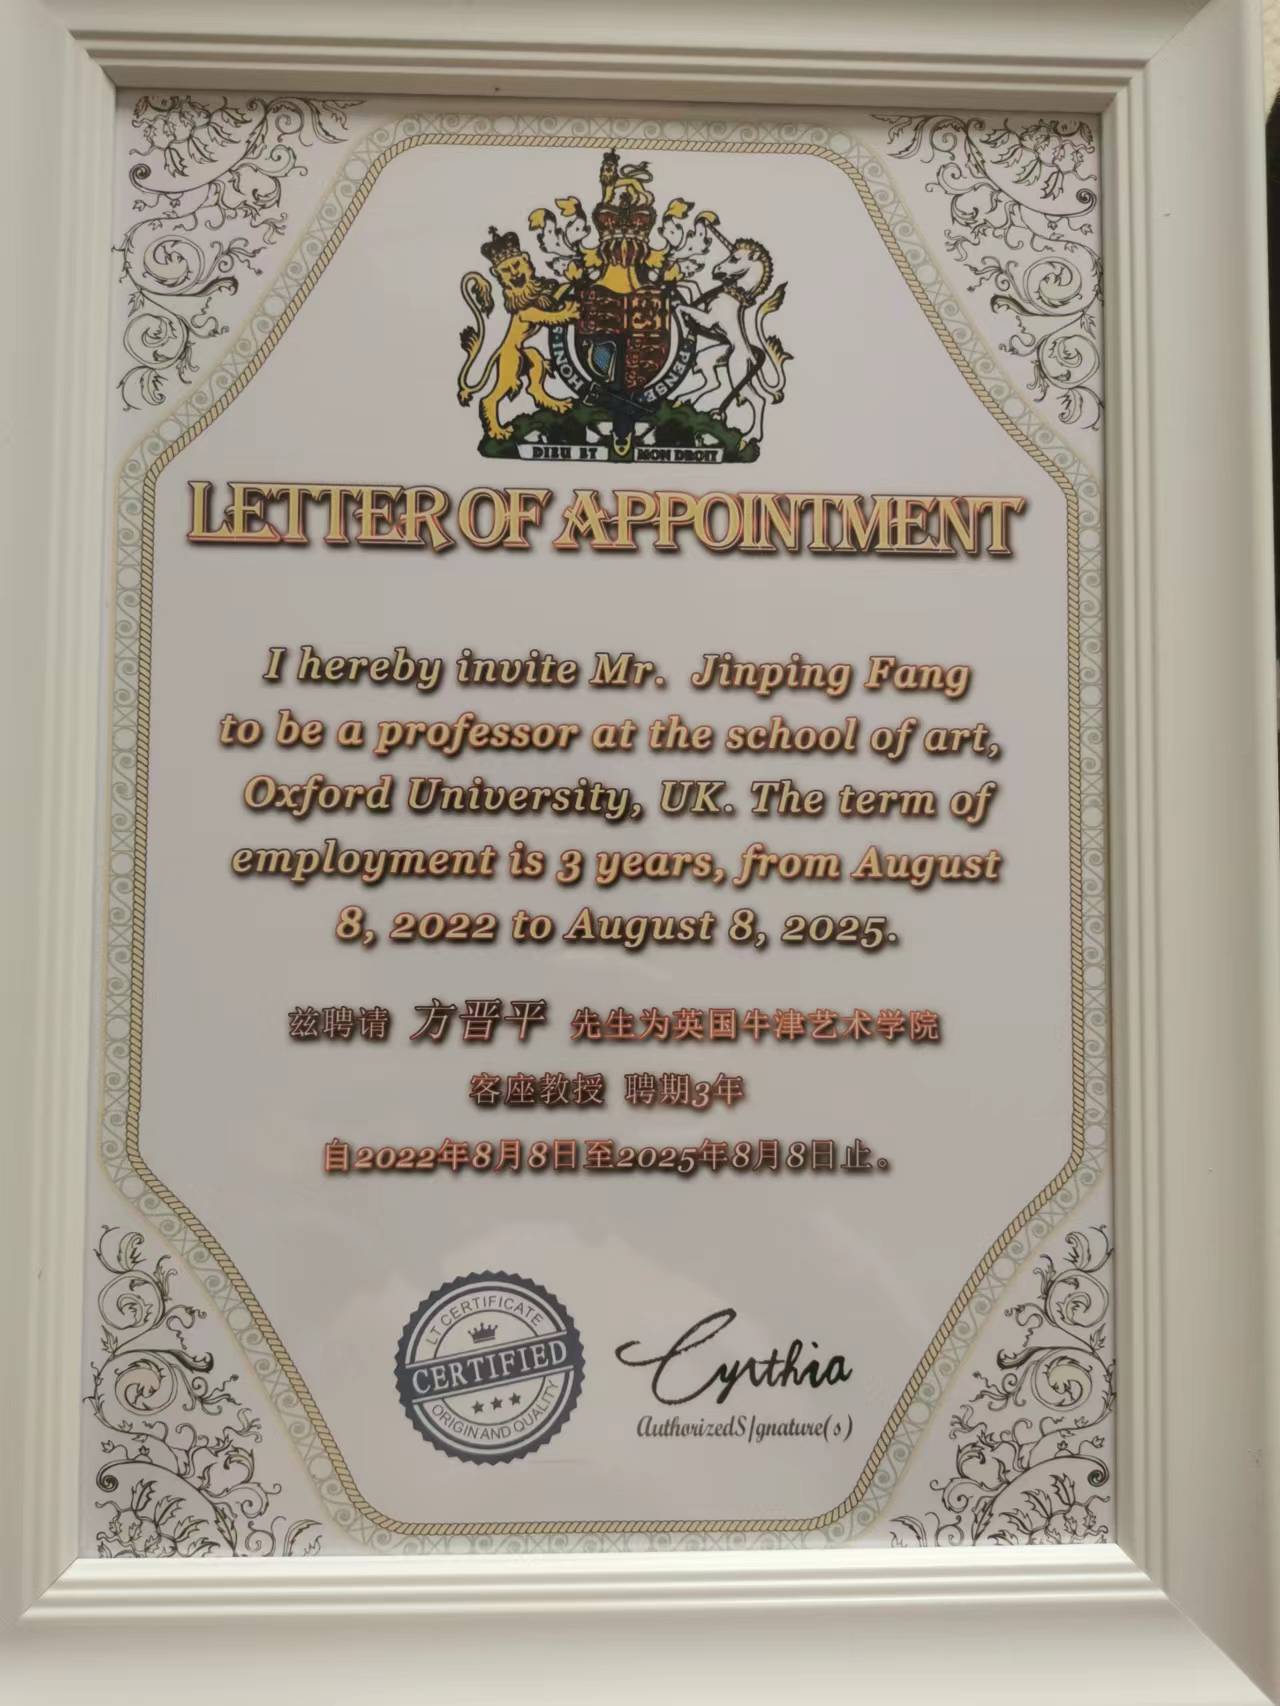 S·HON·
Y·PENSE
DIEU ET MON DROIT
LETTER OF APPOINTMENT
I hereby invite Mr. Jinping Fang
to be a professor at the school of art,
Oxford University, UK. The term of
employment is 3 years, from August
8, 2022 to August 8, 2025.
兹聘请 方晋平 先生为英国牛津艺术学院
客座教授 聘期3年
自2022年8月8日至2025年8月8日止。
LT CERTIFICATE
CERTIFIED
ORIGIN AND QUALITY
Cynthia
AuthorizedS/gnature(s)